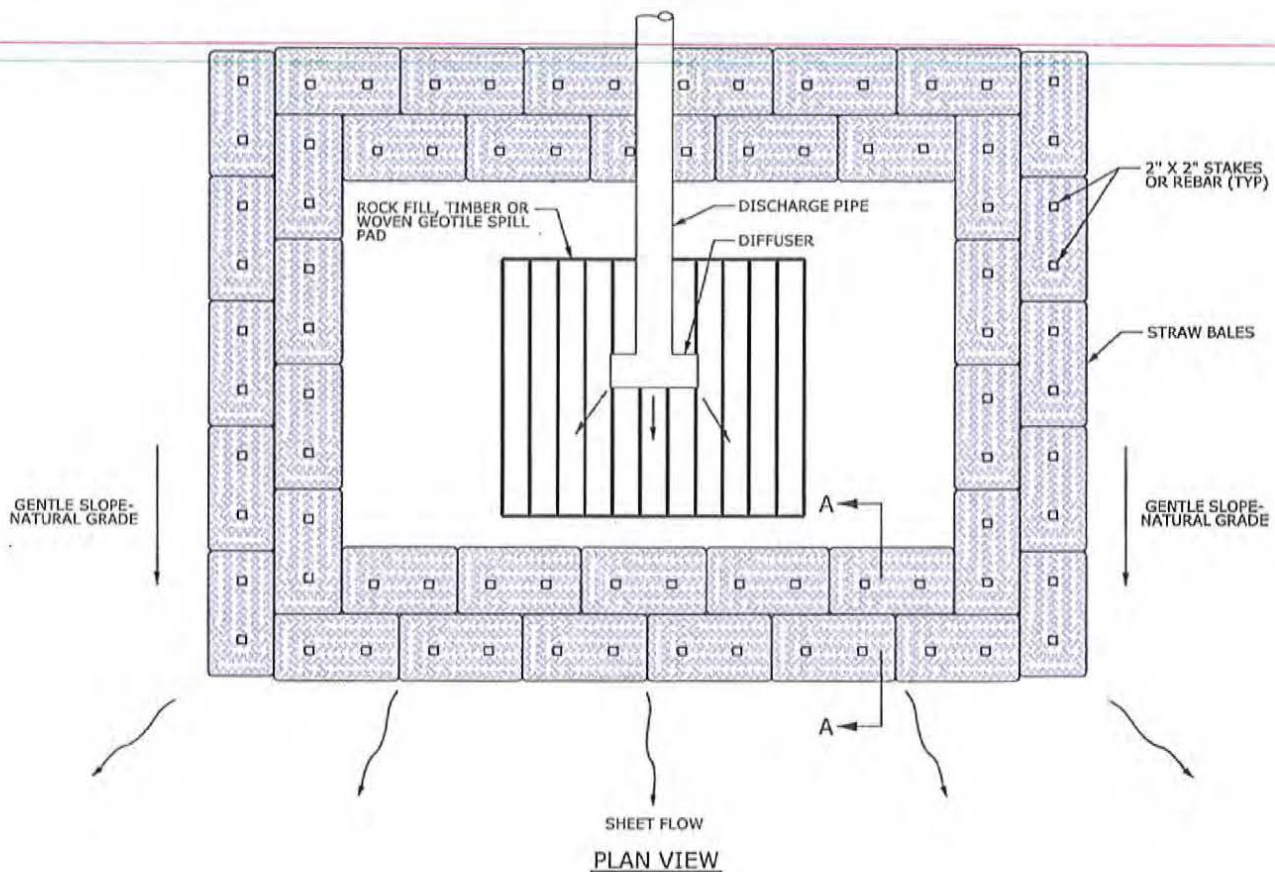 2" X 2" STAKES
OR REBAR (TYP)
ROCK FILL, TIMBER OR
WOVEN GEOTILE SPILL
PAD
DISCHARGE PIPE
DIFFUSER
STRAW BALES
GENTLE SLOPE-
NATURAL GRADE
A
GENTLE SLOPE-
NATURAL GRADE
A
SHEET FLOW
PLAN VIEW